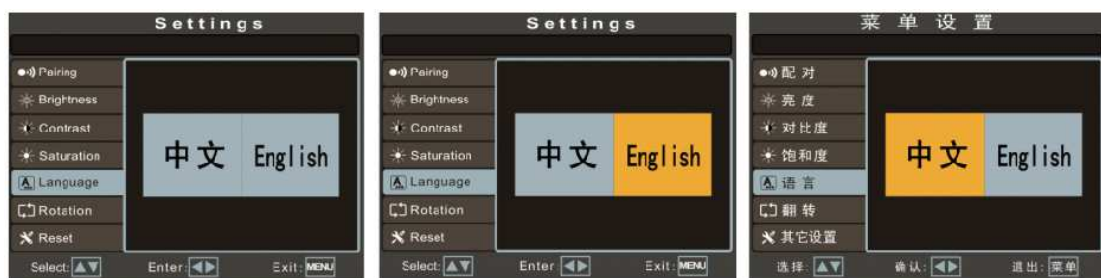 Settings
Pairing
Brightness
Contrast
Saturation
Language
Rotation
Reset
中文 English
Select: Enter: Exit: MENU
Settings
Pairing
Brightness
Contrast
Saturation
Language
Rotation
Reset
中文 English
Select: Enter Exit: MENU
菜单设置
配对
亮度
对比度
饱和度
语言
翻转
其它设置
中文 English
选择: 确认: 退出: 菜单